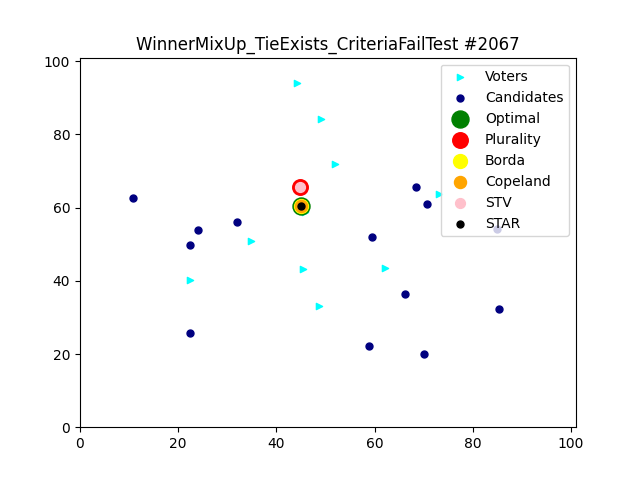 WinnerMixUp_TieExists_CriteriaFailTest #2067
100
80
60
40
20
0
0
20
40
60
80
100
Voters
Candidates
Optimal
Plurality
Borda
Copeland
STV
STAR